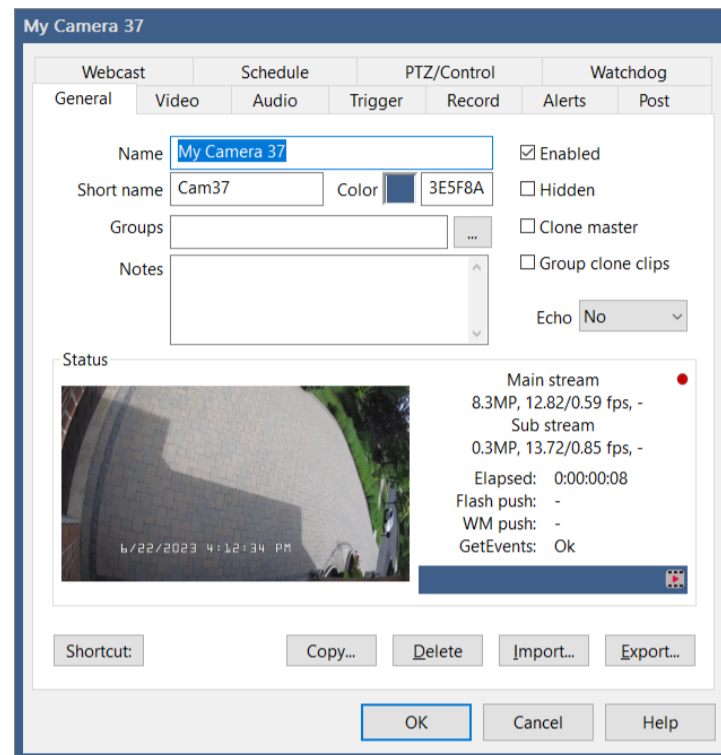 My Camera 37
Webcast Schedule PTZ/Control Watchdog
General Video Audio Trigger Record Alerts Post
Name My Camera 37 Enabled
Short name Cam37 Color 3E5F8A Hidden
Groups ... Clone master
Notes Group clone clips
Echo No
Status
Main stream
8.3MP, 12.82/0.59 fps, -
Sub stream
0.3MP, 13.72/0.85 fps, -
Elapsed: 0:00:00:08
Flash push: -
WM push: -
GetEvents: Ok
6/22/2023 4:12:34 PM
Shortcut: Copy... Delete Import... Export...
OK Cancel Help